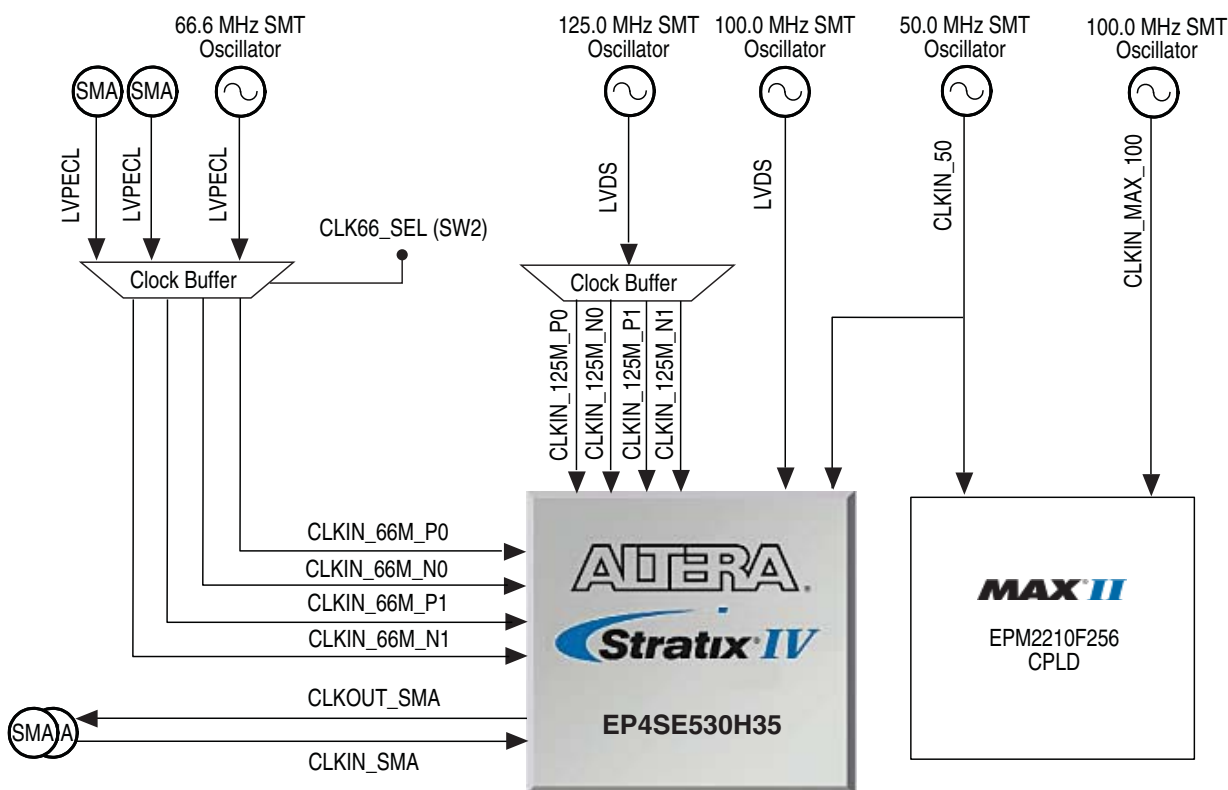 66.6 MHz SMT
Oscillator
125.0 MHz SMT
Oscillator
100.0 MHz SMT
Oscillator
50.0 MHz SMT
Oscillator
100.0 MHz SMT
Oscillator
SMA
SMA
LVPECL
LVPECL
LVPECL
LVDS
LVDS
CLKIN_50
CLKIN_MAX_100
CLK66_SEL (SW2)
Clock Buffer
Clock Buffer
CLKIN_125M_P0
CLKIN_125M_N0
CLKIN_125M_P1
CLKIN_125M_N1
CLKIN_66M_P0
CLKIN_66M_N0
CLKIN_66M_P1
CLKIN_66M_N1
CLKOUT_SMA
CLKIN_SMA
SMA
A
ALTERA.
Stratix IV
EP4SE530H35
MAX II
EPM2210F256
CPLD